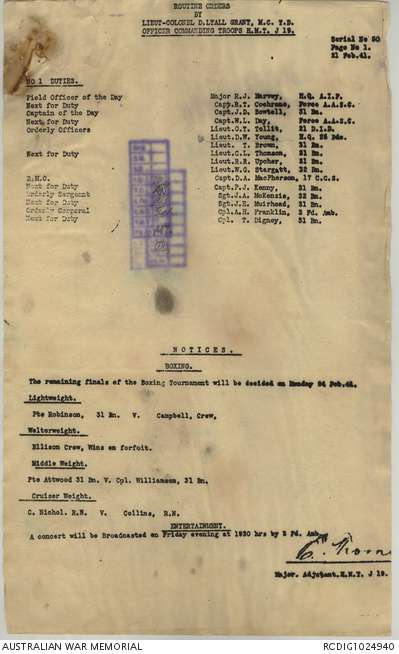 ROUTINE ORDERS
BY
LIEUT-COLONEL D.LYALL GRANT, M.C. T.D.
OFFICER COMMANDING TROOPS H.M.T. J 19.
Serial No 20
Page No 1.
21 Feb.41.
NO 1 DUTIES.
Field Officer of the Day Major R.J. Harvey, H.Q. A.I.F.
Next for Duty Capt.B.T. Cochrane, Force A.A.S.C.
Captain of the Day Capt.J.D. Bowtell, 31 Bn.
Next for Duty Capt.W.L. Day, Force A.A.S.C.
Orderly Officers Lieut.O.T. Tollit, 21 D.I.D.
Lieut.D.W. Young, H.Q. 25 Bde.
Lieut. T. Brown, 31 Bn.
Next for Duty Lieut.C.L. Thomson, 31 Bn.
Lieut.R.R. Upcher, 31 Bn.
Lieut.W.G. Stargatt, 32 Bn.
R.M.O. Capt.D.A. MacPherson, 17 C.C.S.
Next for Duty Capt.P.J. Kenny, 31 Bn.
Orderly Sergeant Sgt.J.A. McKenzie, 32 Bn.
Next for Duty Sgt.J.H. Muirhead, 31 Bn.
Orderly Corporal Cpl.A.H. Franklin, 2 Fd. Amb.
Next for Duty Cpl. T. Digney, 31 Bn.
NOTICES.
BOXING.
The remaining finals of the Boxing Tournament will be decided on Monday 24 Feb.41.
Lightweight.
Pte Robinson, 31 Bn. V. Campbell, Crew,
Welterweight.
Ellison Crew, Wins on forfeit.
Middle Weight.
Pte Attwood 31 Bn. V. Cpl. Williamson, 31 Bn.
Cruiser Weight.
C. Nichol. R.N. V. Collins, R.N.
ENTERTAINMENT.
A concert will be Broadcasted on Friday evening at 1930 hrs by 2 Fd. Amb.
Major. Adjutant.H.M.T. J 19.
AUSTRALIAN WAR MEMORIAL
RCDIG1024940